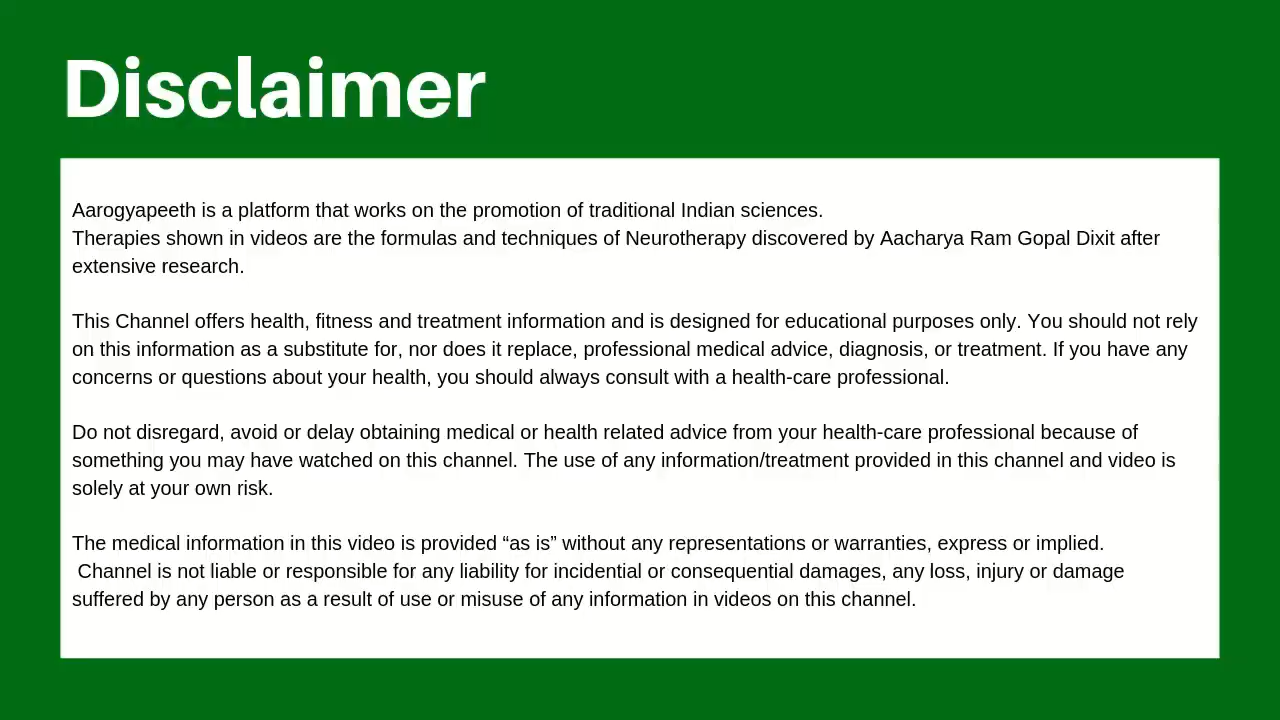 Disclaimer
Aarogyapeeth is a platform that works on the promotion of traditional Indian sciences.
Therapies shown in videos are the formulas and techniques of Neurotherapy discovered by Aacharya Ram Gopal Dixit after
extensive research.
This Channel offers health, fitness and treatment information and is designed for educational purposes only. You should not rely
on this information as a substitute for, nor does it replace, professional medical advice, diagnosis, or treatment. If you have any
concerns or questions about your health, you should always consult with a health-care professional.
Do not disregard, avoid or delay obtaining medical or health related advice from your health-care professional because of
something you may have watched on this channel. The use of any information/treatment provided in this channel and video is
solely at your own risk.
The medical information in this video is provided “as is” without any representations or warranties, express or implied.
Channel is not liable or responsible for any liability for incidential or consequential damages, any loss, injury or damage
suffered by any person as a result of use or misuse of any information in videos on this channel.